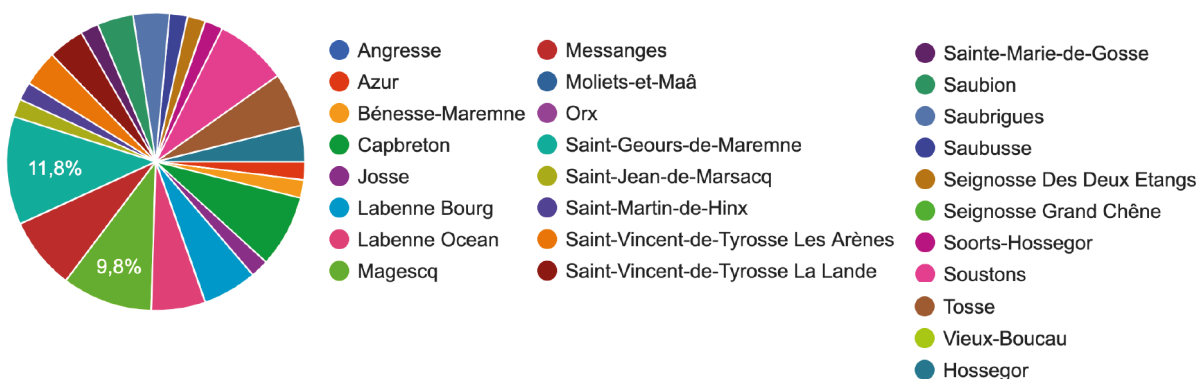 11,8%
9,8%
Angresse
Azur
Bénesse-Maremne
Capbreton
Josse
Labenne Bourg
Labenne Ocean
Magescq
Messanges
Moliets-et-Maâ
Orx
Saint-Geours-de-Maremne
Saint-Jean-de-Marsacq
Saint-Martin-de-Hinx
Saint-Vincent-de-Tyrosse Les Arènes
Saint-Vincent-de-Tyrosse La Lande
Sainte-Marie-de-Gosse
Saubion
Saubrigues
Saubusse
Seignosse Des Deux Etangs
Seignosse Grand Chêne
Soorts-Hossegor
Soustons
Tosse
Vieux-Boucau
Hossegor